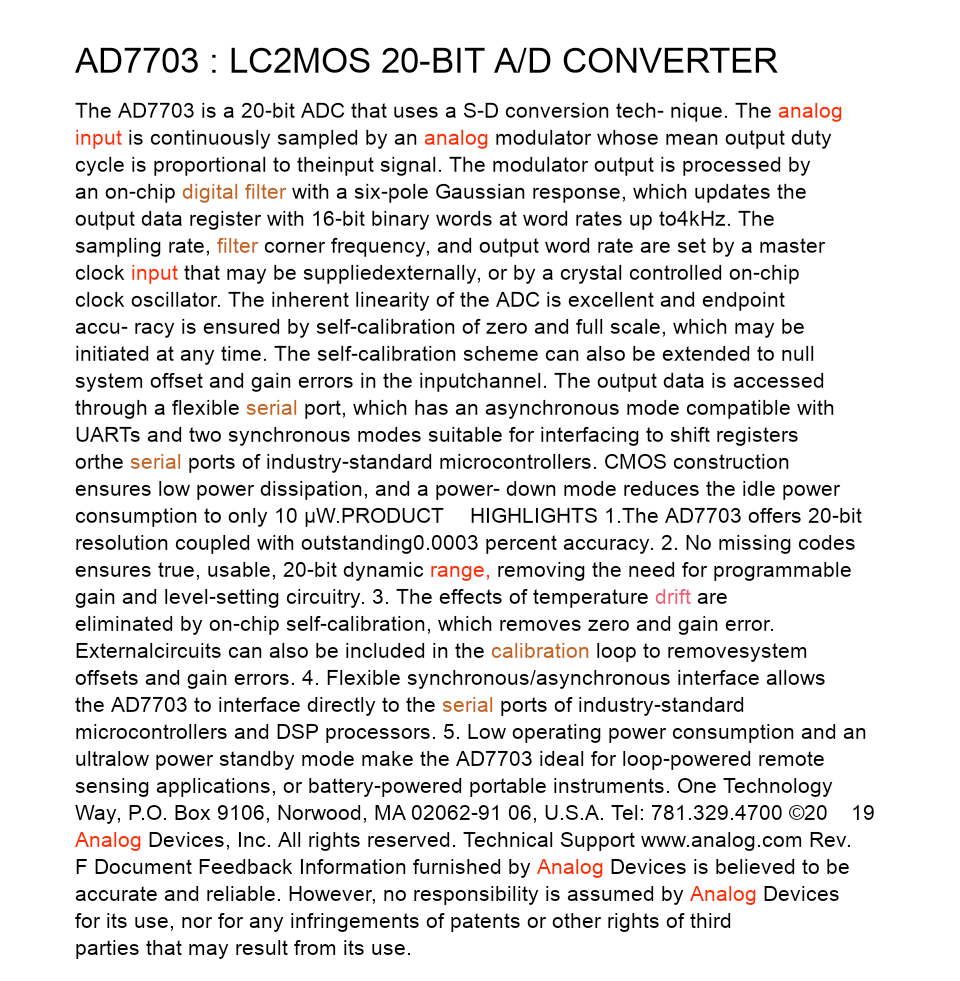 AD7703 : LC2MOS 20-BIT A/D CONVERTER
The AD7703 is a 20-bit ADC that uses a S-D conversion tech- nique. The analog
input is continuously sampled by an analog modulator whose mean output duty
cycle is proportional to theinput signal. The modulator output is processed by
an on-chip digital filter with a six-pole Gaussian response, which updates the
output data register with 16-bit binary words at word rates up to4kHz. The
sampling rate, filter corner frequency, and output word rate are set by a master
clock input that may be suppliedexternally, or by a crystal controlled on-chip
clock oscillator. The inherent linearity of the ADC is excellent and endpoint
accu- racy is ensured by self-calibration of zero and full scale, which may be
initiated at any time. The self-calibration scheme can also be extended to null
system offset and gain errors in the inputchannel. The output data is accessed
through a flexible serial port, which has an asynchronous mode compatible with
UARTs and two synchronous modes suitable for interfacing to shift registers
orthe serial ports of industry-standard microcontrollers. CMOS construction
ensures low power dissipation, and a power- down mode reduces the idle power
consumption to only 10 µW.PRODUCT HIGHLIGHTS 1.The AD7703 offers 20-bit
resolution coupled with outstanding0.0003 percent accuracy. 2. No missing codes
ensures true, usable, 20-bit dynamic range, removing the need for programmable
gain and level-setting circuitry. 3. The effects of temperature drift are
eliminated by on-chip self-calibration, which removes zero and gain error.
Externalcircuits can also be included in the calibration loop to removesystem
offsets and gain errors. 4. Flexible synchronous/asynchronous interface allows
the AD7703 to interface directly to the serial ports of industry-standard
microcontrollers and DSP processors. 5. Low operating power consumption and an
ultralow power standby mode make the AD7703 ideal for loop-powered remote
sensing applications, or battery-powered portable instruments. One Technology
Way, P.O. Box 9106, Norwood, MA 02062-91 06, U.S.A. Tel: 781.329.4700 ©20 19
Analog Devices, Inc. All rights reserved. Technical Support www.analog.com Rev.
F Document Feedback Information furnished by Analog Devices is believed to be
accurate and reliable. However, no responsibility is assumed by Analog Devices
for its use, nor for any infringements of patents or other rights of third
parties that may result from its use.